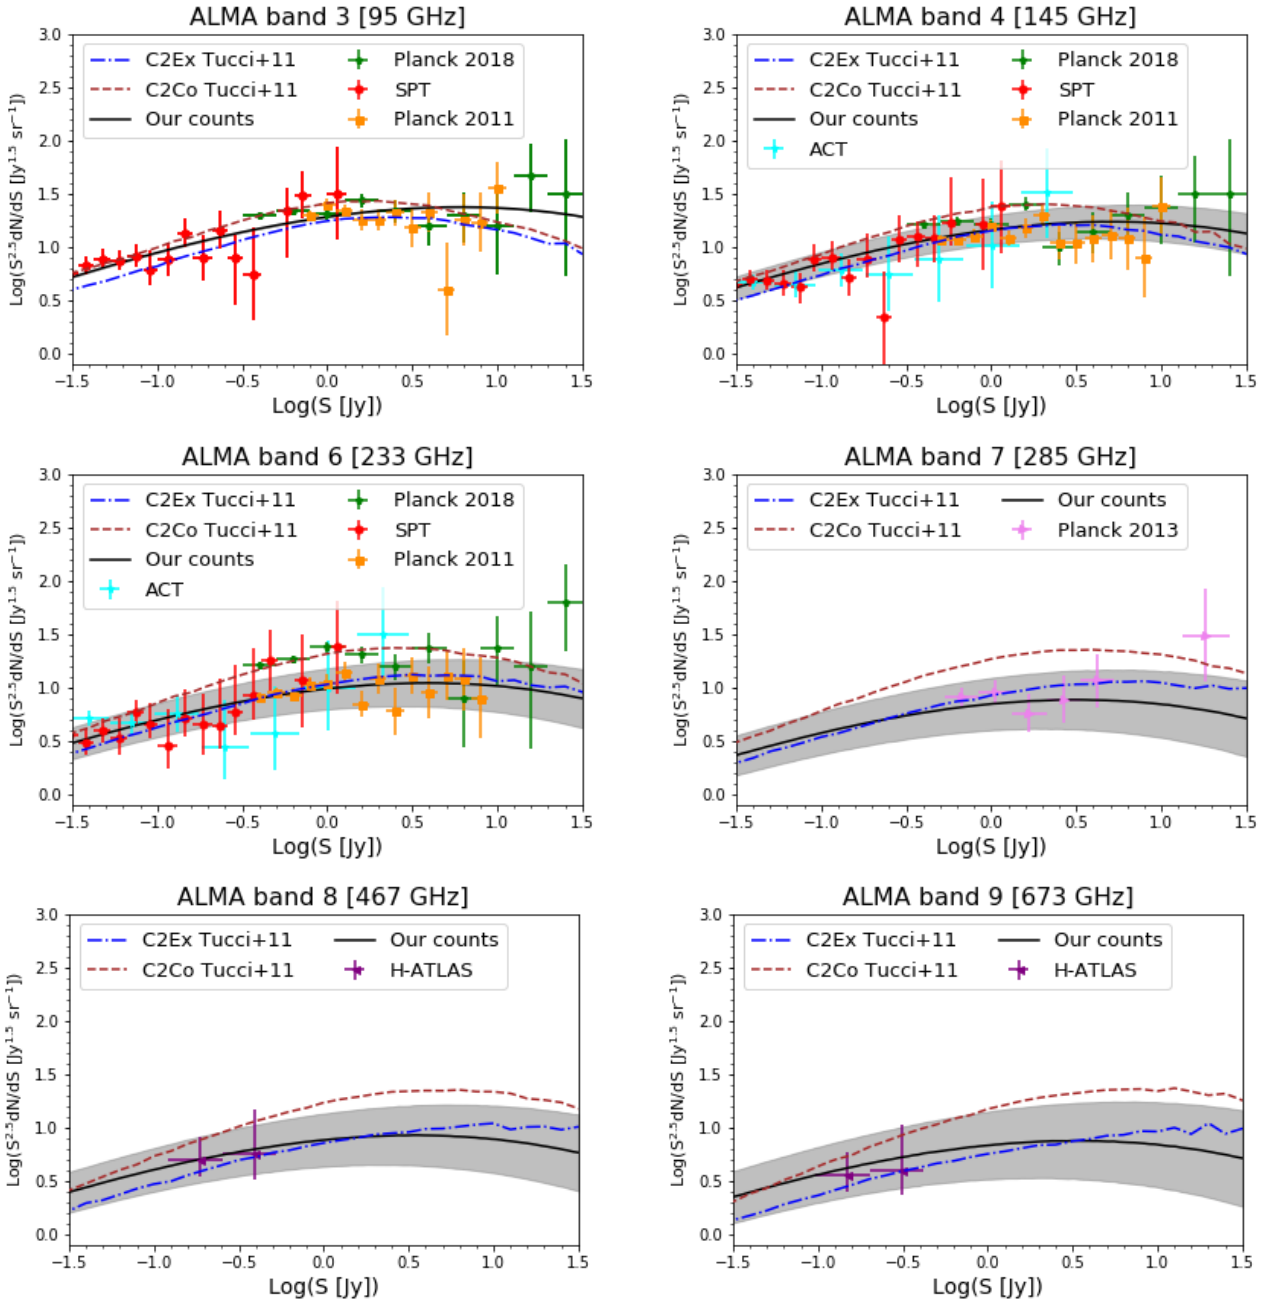 ALMA band 3 [95 GHz]
Log(S^2.5 dN/dS [Jy^1.5 sr^−1])
3.0
2.5
2.0
1.5
1.0
0.5
0.0
C2Ex Tucci+11
C2Co Tucci+11
Our counts
Planck 2018
SPT
Planck 2011
−1.5 −1.0 −0.5 0.0 0.5 1.0 1.5
Log(S [Jy])
ALMA band 4 [145 GHz]
Log(S^2.5 dN/dS [Jy^1.5 sr^−1])
3.0
2.5
2.0
1.5
1.0
0.5
0.0
C2Ex Tucci+11
C2Co Tucci+11
Our counts
ACT
Planck 2018
SPT
Planck 2011
−1.5 −1.0 −0.5 0.0 0.5 1.0 1.5
Log(S [Jy])
ALMA band 6 [233 GHz]
Log(S^2.5 dN/dS [Jy^1.5 sr^−1])
3.0
2.5
2.0
1.5
1.0
0.5
0.0
C2Ex Tucci+11
C2Co Tucci+11
Our counts
ACT
Planck 2018
SPT
Planck 2011
−1.5 −1.0 −0.5 0.0 0.5 1.0 1.5
Log(S [Jy])
ALMA band 7 [285 GHz]
Log(S^2.5 dN/dS [Jy^1.5 sr^−1])
3.0
2.5
2.0
1.5
1.0
0.5
0.0
C2Ex Tucci+11
C2Co Tucci+11
Our counts
Planck 2013
−1.5 −1.0 −0.5 0.0 0.5 1.0 1.5
Log(S [Jy])
ALMA band 8 [467 GHz]
Log(S^2.5 dN/dS [Jy^1.5 sr^−1])
3.0
2.5
2.0
1.5
1.0
0.5
0.0
C2Ex Tucci+11
C2Co Tucci+11
Our counts
H-ATLAS
−1.5 −1.0 −0.5 0.0 0.5 1.0 1.5
Log(S [Jy])
ALMA band 9 [673 GHz]
Log(S^2.5 dN/dS [Jy^1.5 sr^−1])
3.0
2.5
2.0
1.5
1.0
0.5
0.0
C2Ex Tucci+11
C2Co Tucci+11
Our counts
H-ATLAS
−1.5 −1.0 −0.5 0.0 0.5 1.0 1.5
Log(S [Jy])